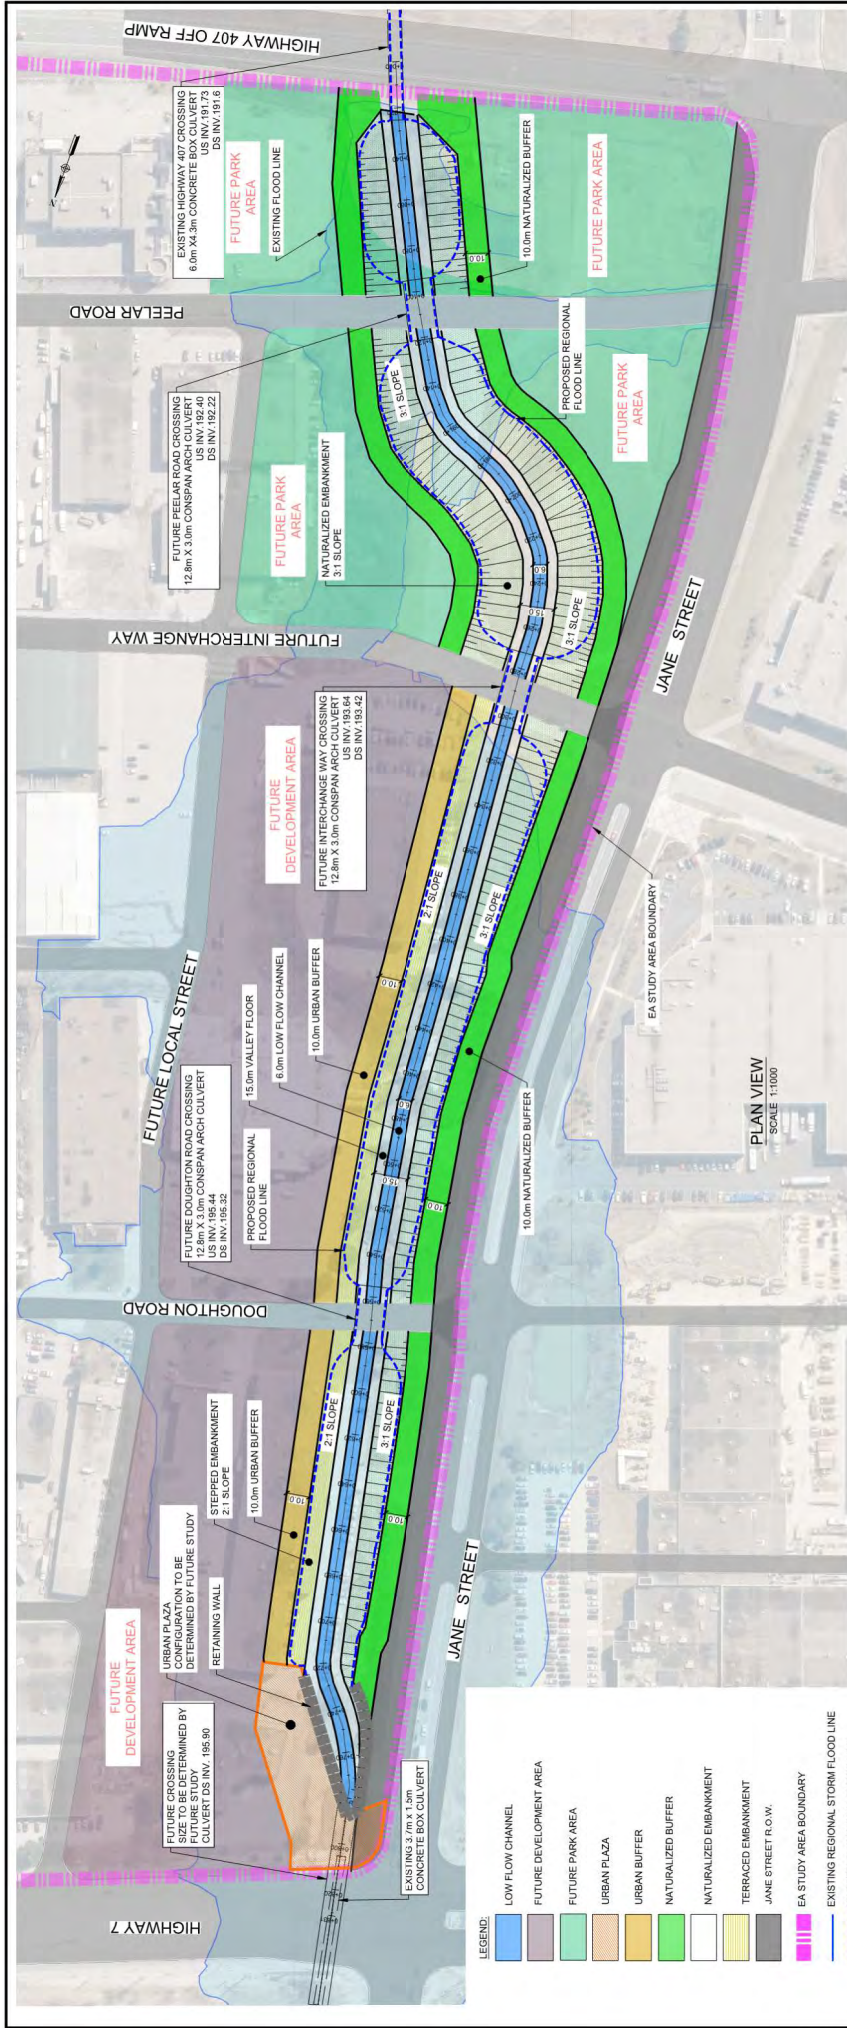 HIGHWAY 407 OFF RAMP
EXISTING HIGHWAY 407 CROSSING
6.0m X4.3m CONCRETE BOX CULVERT
US INV.191.73
DS INV.191.6
N
FUTURE PARK
AREA
EXISTING FLOOD LINE
10.0m NATURALIZED BUFFER
FUTURE PARK AREA
10.0
PEELAR ROAD
FUTURE PEELAR ROAD CROSSING
12.8m X 3.0m CONSPAN ARCH CULVERT
US INV.192.40
DS INV.192.22
3:1 SLOPE
PROPOSED REGIONAL
FLOOD LINE
FUTURE PARK
AREA
FUTURE PARK
AREA
NATURALIZED EMBANKMENT
3:1 SLOPE
6.0
15.0
3:1 SLOPE
FUTURE INTERCHANGE WAY
JANE STREET
FUTURE INTERCHANGE WAY CROSSING
12.8m X 3.0m CONSPAN ARCH CULVERT
US INV.193.64
DS INV.193.42
FUTURE
DEVELOPMENT AREA
2:1 SLOPE
3:1 SLOPE
EA STUDY AREA BOUNDARY
FUTURE LOCAL STREET
10.0
10.0m URBAN BUFFER
6.0m LOW FLOW CHANNEL
15.0m VALLEY FLOOR
6.0
15.0
10.0
10.0m NATURALIZED BUFFER
PLAN VIEW
SCALE 1:1000
FUTURE DOUGHTON ROAD CROSSING
12.8m X 3.0m CONSPAN ARCH CULVERT
US INV.195.44
DS INV.195.32
PROPOSED REGIONAL
FLOOD LINE
DOUGHTON ROAD
2:1 SLOPE
3:1 SLOPE
STEPPED EMBANKMENT
2:1 SLOPE
10.0m URBAN BUFFER
10.0
10.0
JANE STREET
FUTURE
DEVELOPMENT AREA
URBAN PLAZA
CONFIGURATION TO BE
DETERMINED BY FUTURE STUDY
RETAINING WALL
FUTURE CROSSING
SIZE TO BE DETERMINED BY
FUTURE STUDY
CULVERT DS INV. 195.90
EXISTING 3.7m x 1.5m
CONCRETE BOX CULVERT
HIGHWAY 7
LEGEND:
LOW FLOW CHANNEL
FUTURE DEVELOPMENT AREA
FUTURE PARK AREA
URBAN PLAZA
URBAN BUFFER
NATURALIZED BUFFER
NATURALIZED EMBANKMENT
TERRACED EMBANKMENT
JANE STREET R.O.W.
EA STUDY AREA BOUNDARY
EXISTING REGIONAL STORM FLOOD LINE